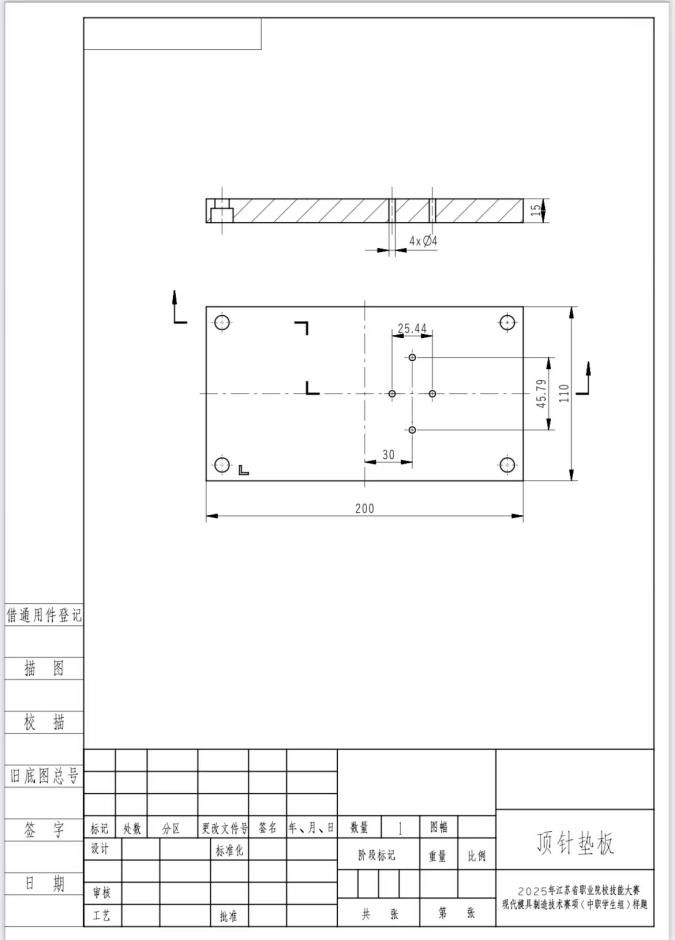 15
4xØ4
25.44
45.79
110
30
200
借通用件登记
描 图
校 描
旧底图总号
签 字
日 期
标记 处数 分区 更改文件号 签名 年、月、日 数量 1 图幅
设计 标准化 阶段标记 重量 比例
顶针垫板
审核
工艺 批准 共 张 第 张
2025年江苏省职业院校技能大赛
现代模具制造技术赛项（中职学生组）样题